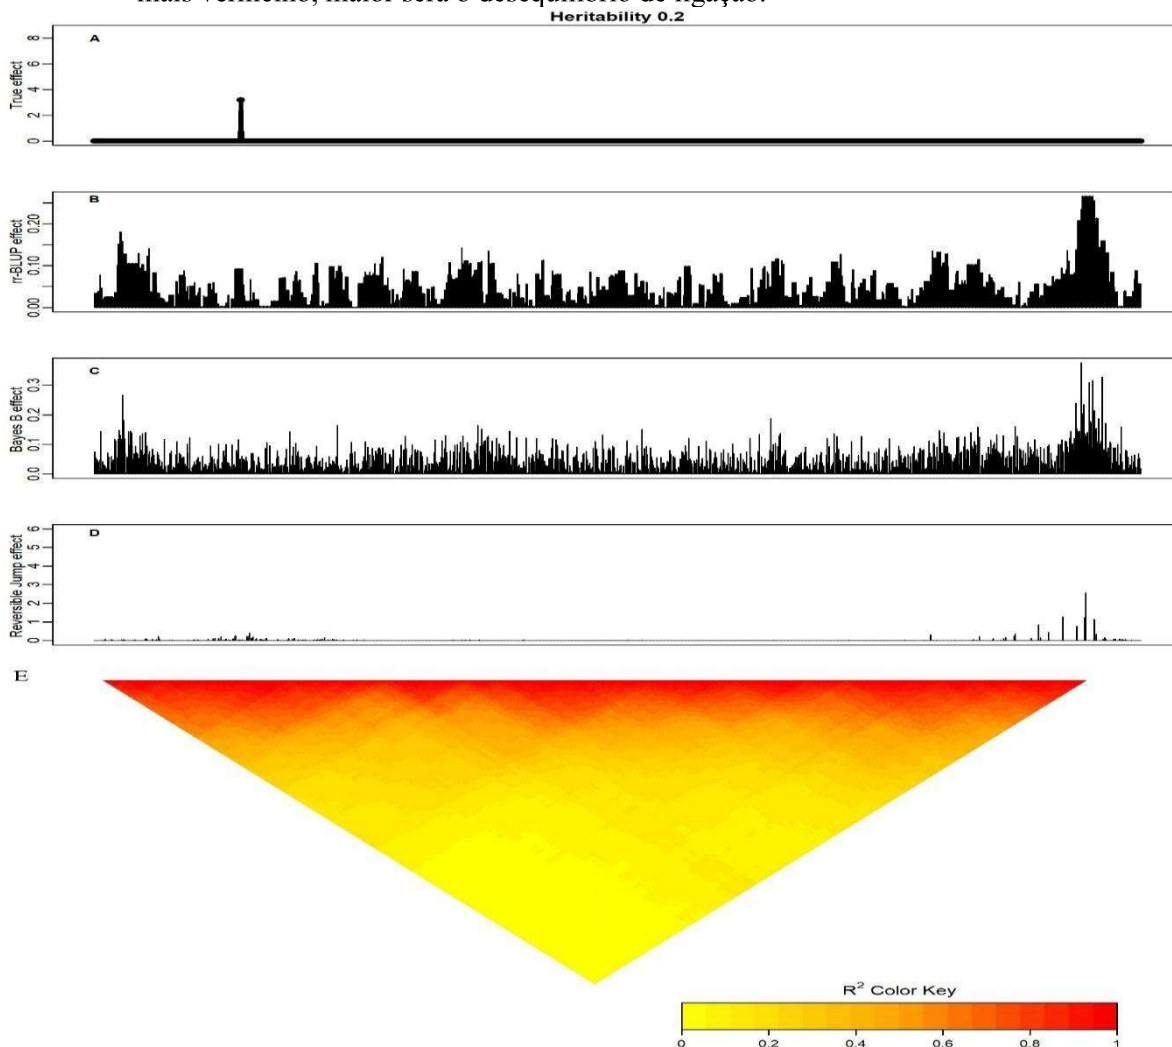 mais vermelho, maior será o desequilíbrio de ligação.
Heritability 0.2
A
True effect
0 2 4 6 8
B
rr-BLUP effect
0.00 0.10 0.20
C
Bayes B effect
0.0 0.1 0.2 0.3
D
Reversible Jump effect
0 1 2 3 4 5 6
E
R² Color Key
0 0.2 0.4 0.6 0.8 1